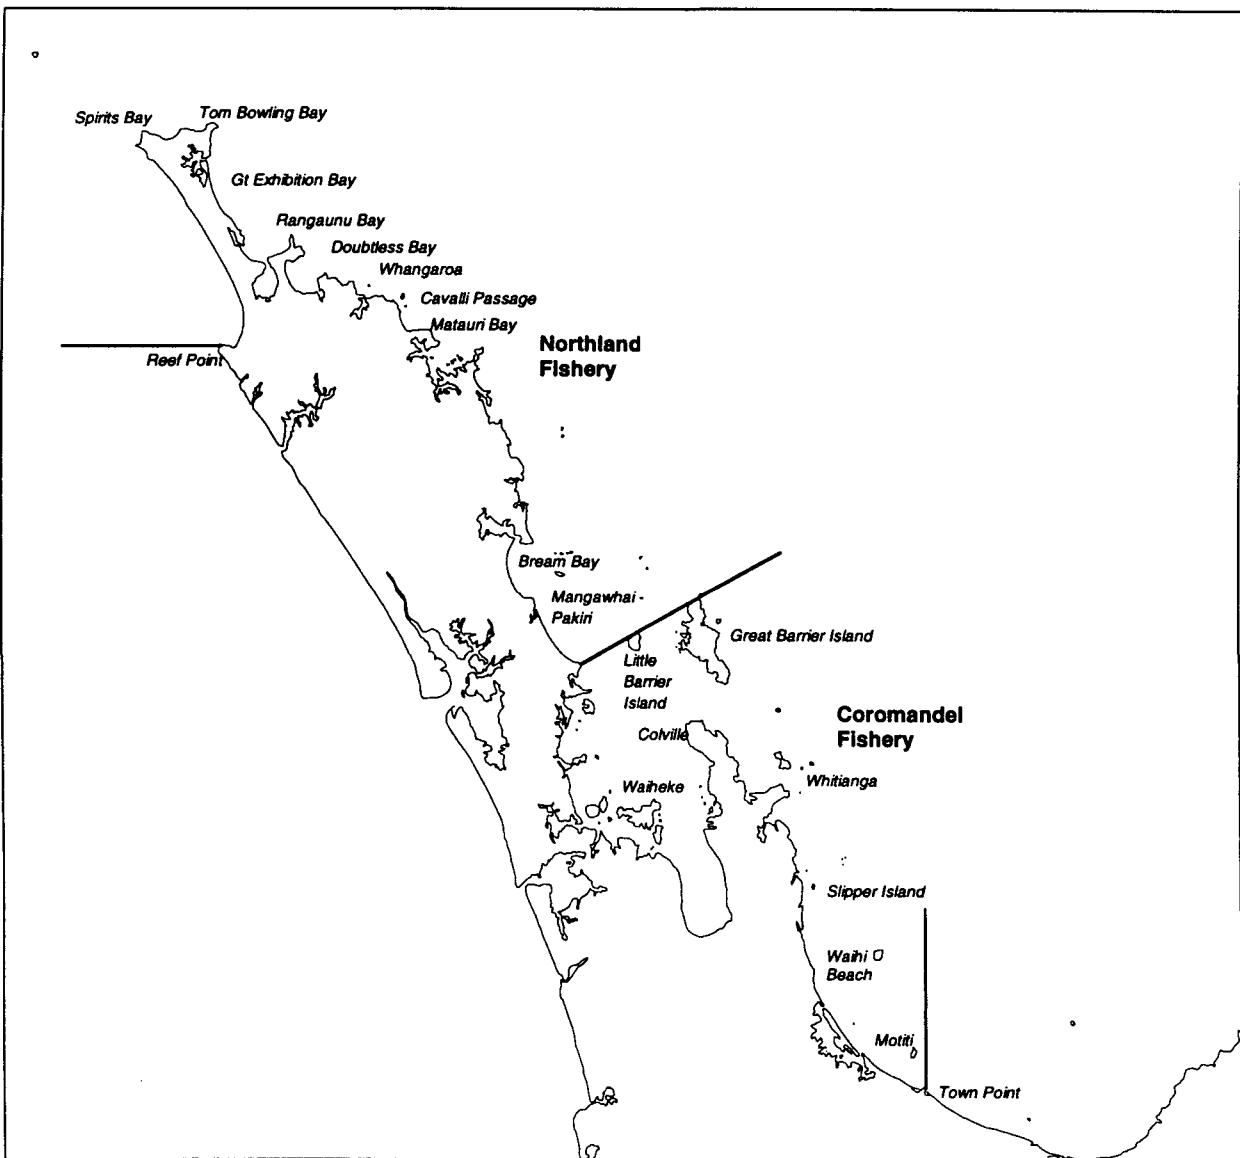 Spirits Bay
Tom Bowling Bay
Gt Exhibition Bay
Rangaunu Bay
Doubtless Bay
Whangaroa
Cavalli Passage
Matauri Bay
Northland
Fishery
Reef Point
Bream Bay
Mangawhai -
Pakiri
Great Barrier Island
Little
Barrier
Island
Coromandel
Fishery
Colville
Whitianga
Waiheke
Slipper Island
Waihi
Beach
Motiti
Town Point